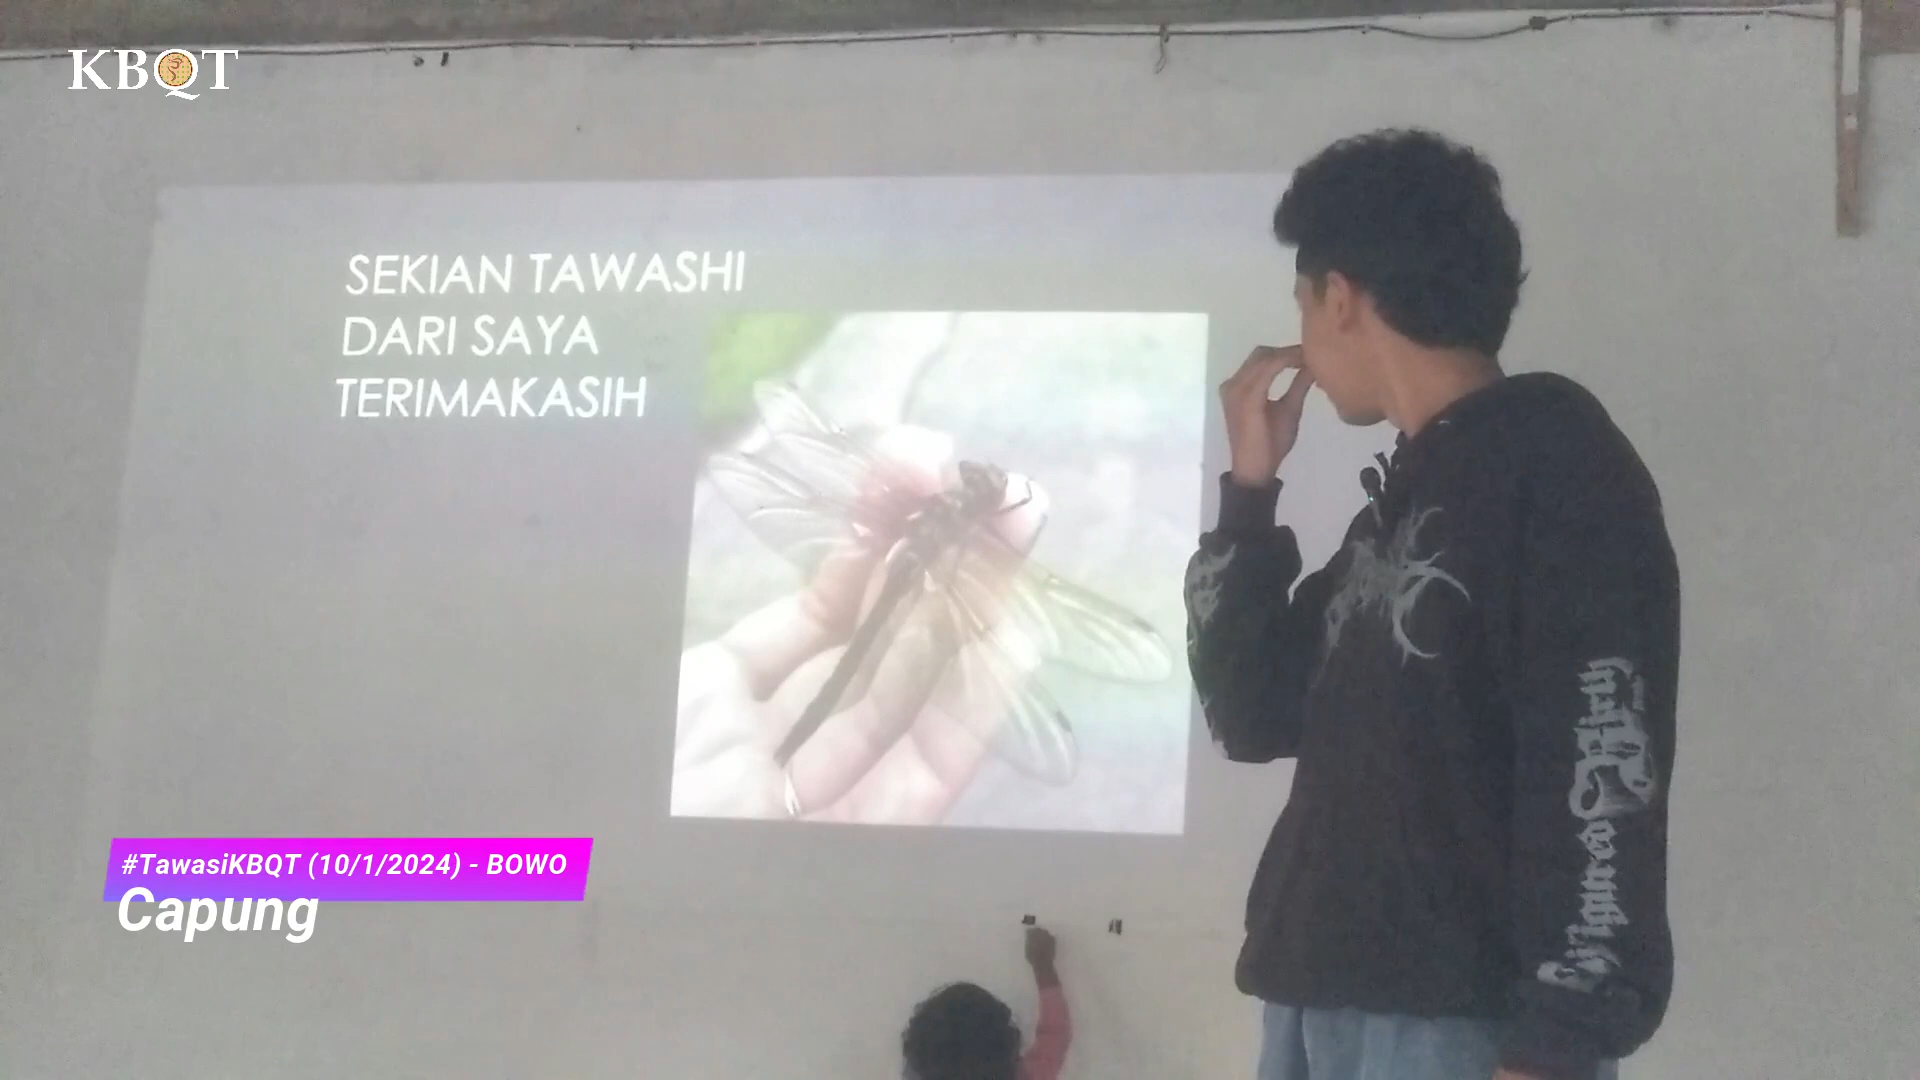 KBQT
SEKIAN TAWASHI
DARI SAYA
TERIMAKASIH
#TawasiKBQT (10/1/2024) - BOWO
Capung